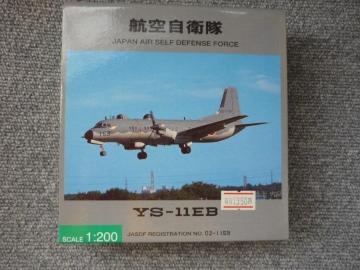 航空自衛隊
JAPAN AIR SELF DEFENSE FORCE
YS-11EB
SCALE 1:200
JASDF REGISTRATION NO. 02-1159